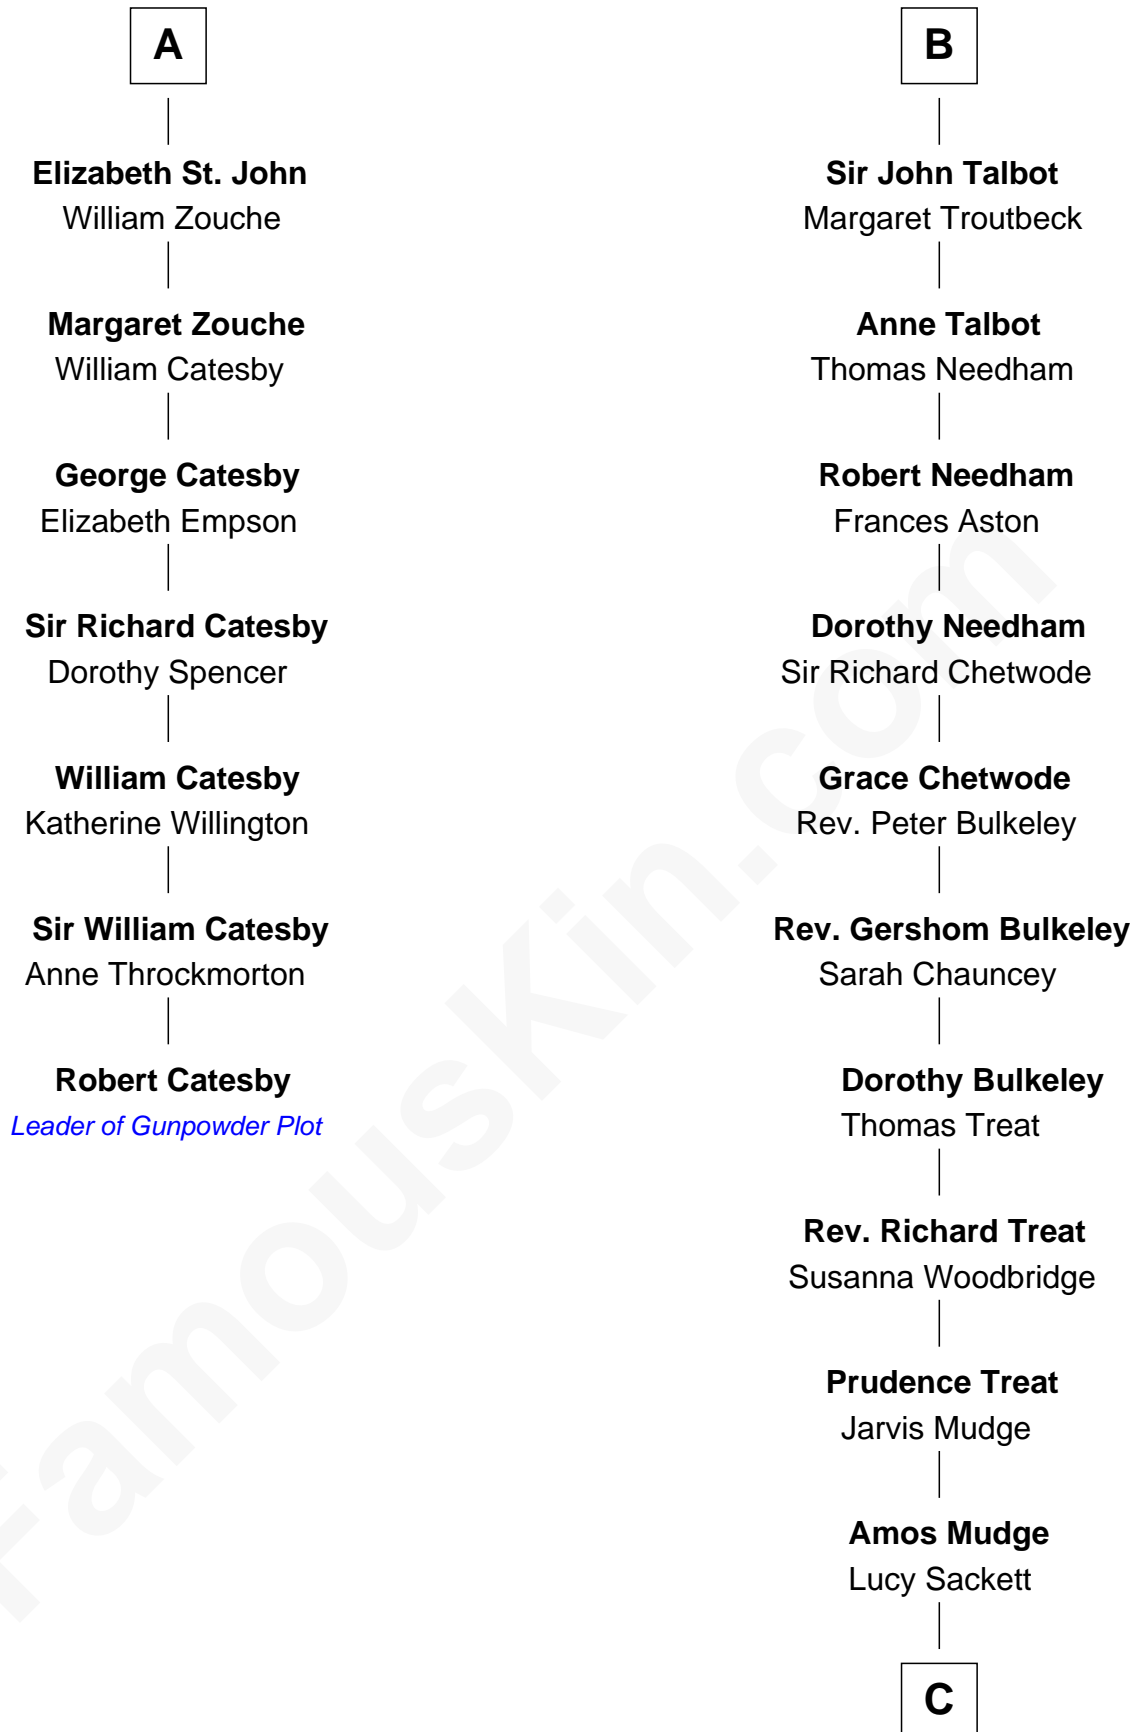 A
Elizabeth St. John
William Zouche
Margaret Zouche
William Catesby
George Catesby
Elizabeth Empson
Sir Richard Catesby
Dorothy Spencer
William Catesby
Katherine Willington
Sir William Catesby
Anne Throckmorton
Robert Catesby
Leader of Gunpowder Plot
B
Sir John Talbot
Margaret Troutbeck
Anne Talbot
Thomas Needham
Robert Needham
Frances Aston
Dorothy Needham
Sir Richard Chetwode
Grace Chetwode
Rev. Peter Bulkeley
Rev. Gershom Bulkeley
Sarah Chauncey
Dorothy Bulkeley
Thomas Treat
Rev. Richard Treat
Susanna Woodbridge
Prudence Treat
Jarvis Mudge
Amos Mudge
Lucy Sackett
C
FamousKin.com